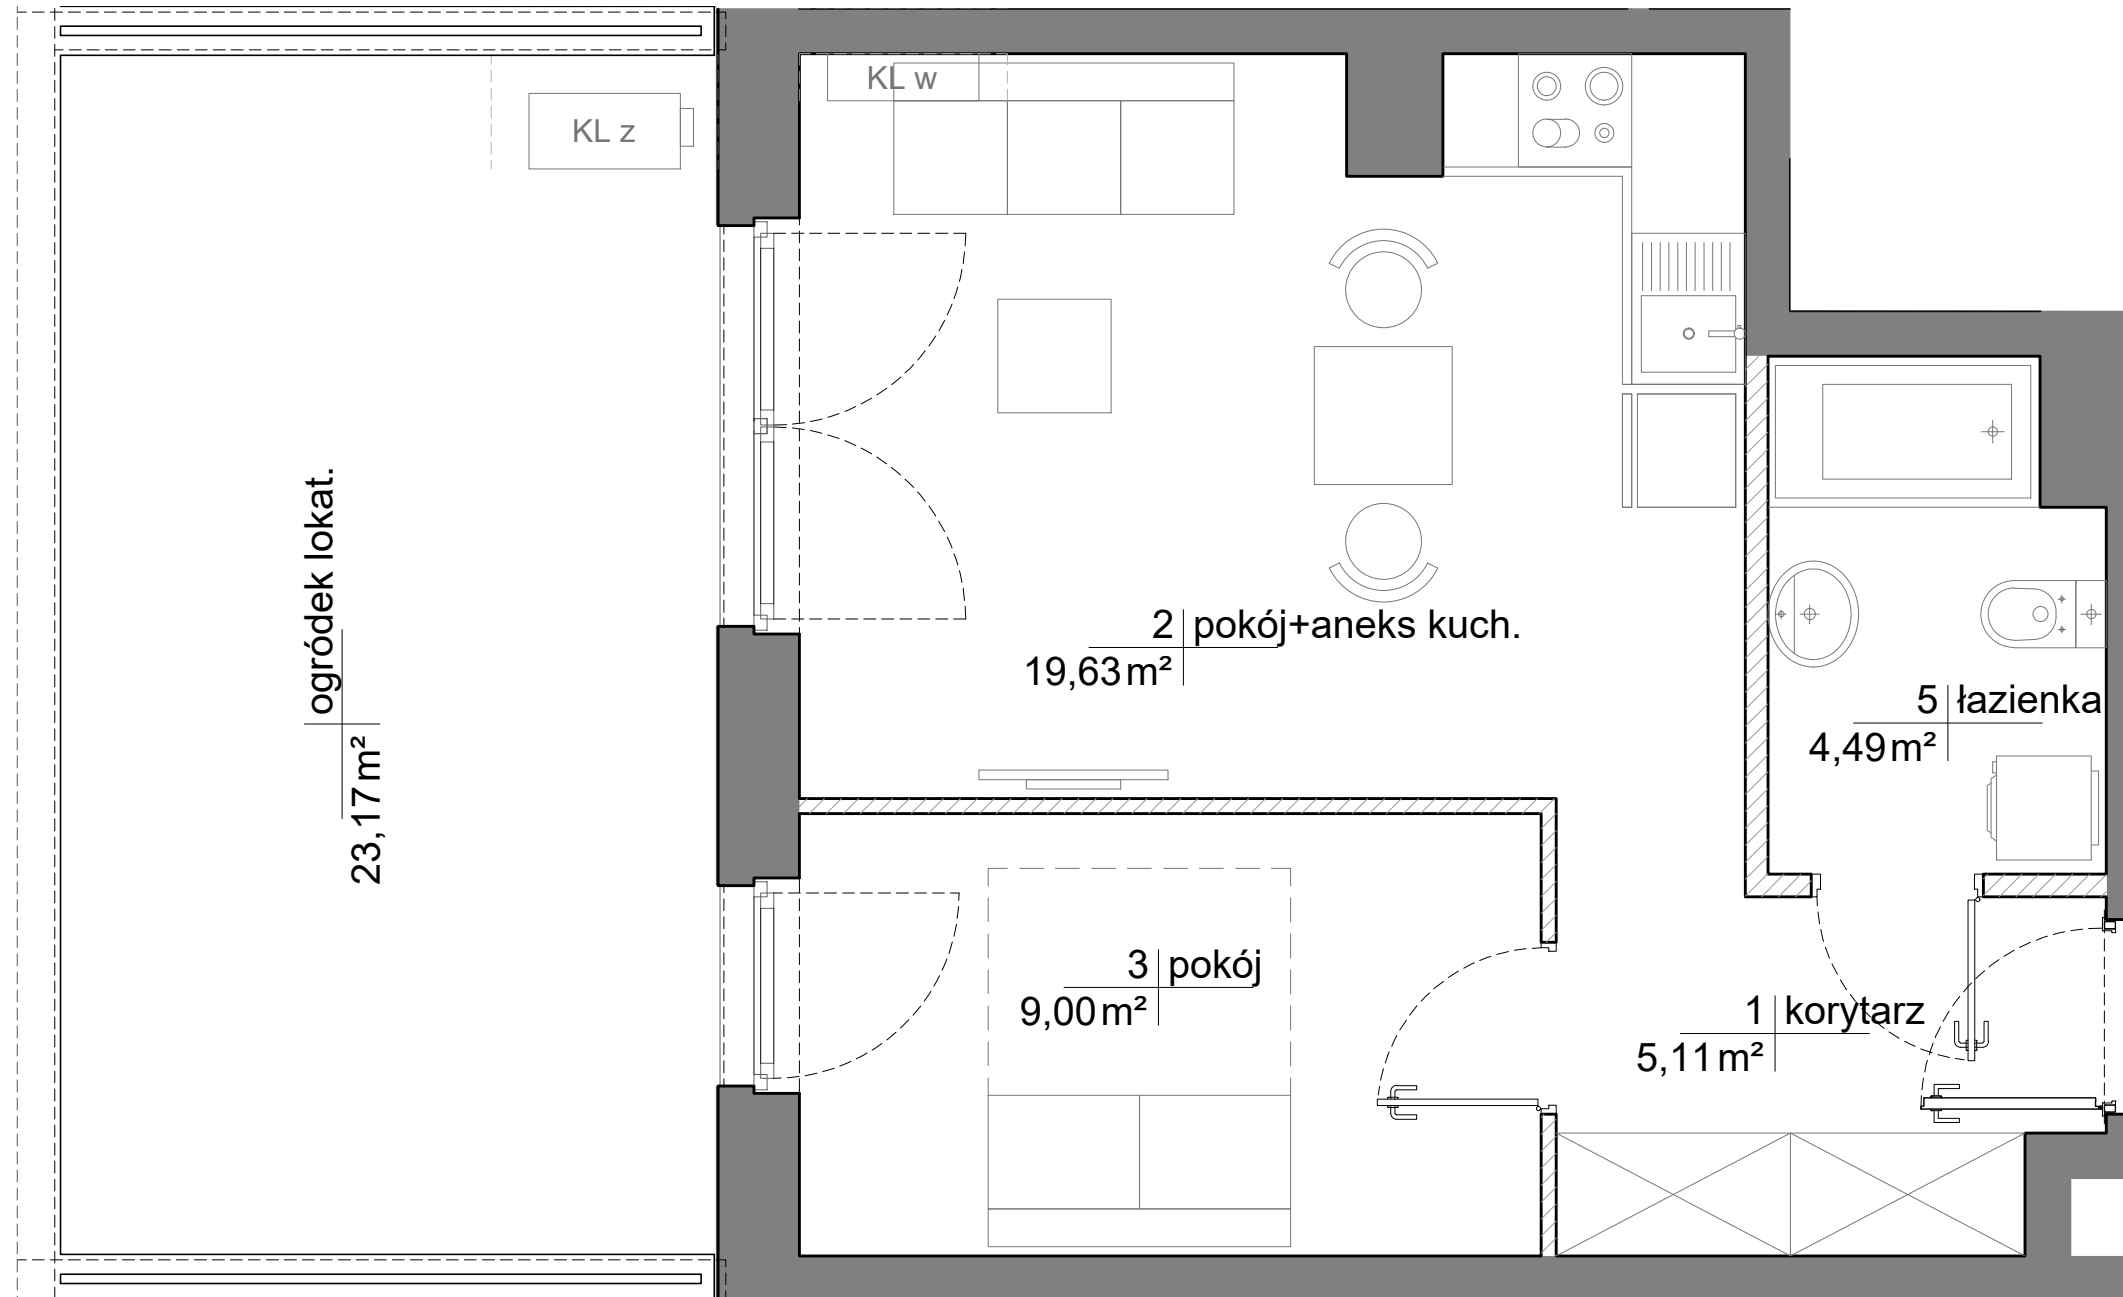 KL w
KL z
ogródek lokat.
23,17 m²
2 pokój+aneks kuch.
19,63 m²
5 łazienka
4,49 m²
3 pokój
9,00 m²
1 korytarz
5,11 m²